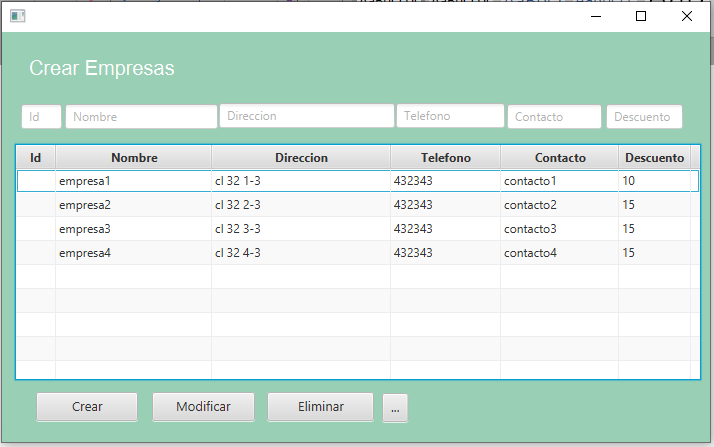 Crear Empresas
Id Nombre Direccion Telefono Contacto Descuento
Id Nombre Direccion Telefono Contacto Descuento
empresa1 cl 32 1-3 432343 contacto1 10
empresa2 cl 32 2-3 432343 contacto2 15
empresa3 cl 32 3-3 432343 contacto3 15
empresa4 cl 32 4-3 432343 contacto4 15
Crear Modificar Eliminar ...